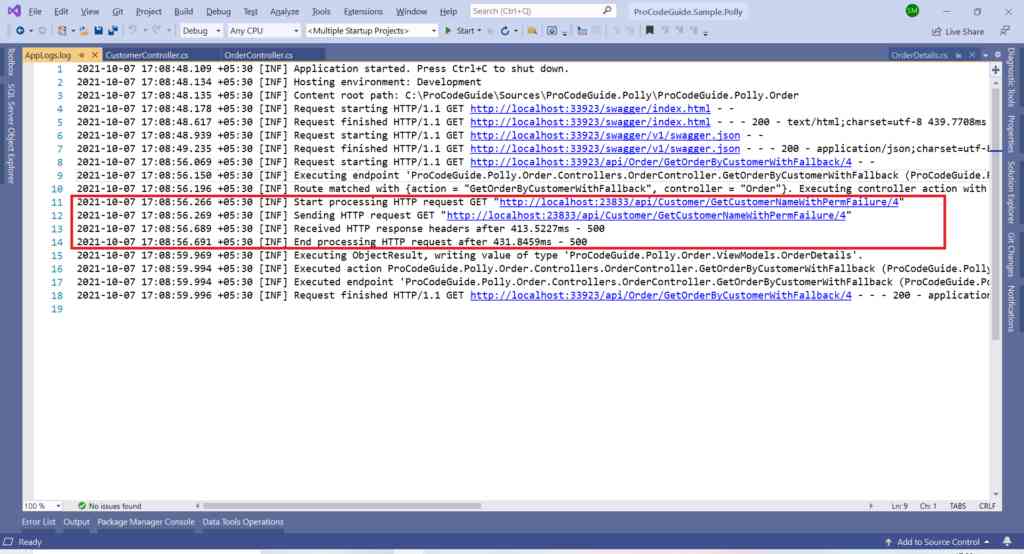 File Edit View Git Project Build Debug Test Analyze Tools Extensions Window Help Search (Ctrl+Q) ProCodeGuide.Sample.Polly SM
Debug Any CPU <Multiple Startup Projects> Start Live Share
AppLogs.log CustomerController.cs OrderController.cs OrderDetails.cs
Toolbox
SQL Server Object Explorer
1 2021-10-07 17:08:48.109 +05:30 [INF] Application started. Press Ctrl+C to shut down.
2 2021-10-07 17:08:48.134 +05:30 [INF] Hosting environment: Development
3 2021-10-07 17:08:48.135 +05:30 [INF] Content root path: C:\ProCodeGuide\Sources\ProCodeGuide.Polly\ProCodeGuide.Polly.Order
4 2021-10-07 17:08:48.178 +05:30 [INF] Request starting HTTP/1.1 GET http://localhost:33923/swagger/index.html - -
5 2021-10-07 17:08:48.617 +05:30 [INF] Request finished HTTP/1.1 GET http://localhost:33923/swagger/index.html - - - 200 - text/html;charset=utf-8 439.7708ms
6 2021-10-07 17:08:48.939 +05:30 [INF] Request starting HTTP/1.1 GET http://localhost:33923/swagger/v1/swagger.json - -
7 2021-10-07 17:08:49.235 +05:30 [INF] Request finished HTTP/1.1 GET http://localhost:33923/swagger/v1/swagger.json - - - 200 - application/json;charset=utf-
8 2021-10-07 17:08:56.069 +05:30 [INF] Request starting HTTP/1.1 GET http://localhost:33923/api/Order/GetOrderByCustomerWithFallback/4 - -
9 2021-10-07 17:08:56.150 +05:30 [INF] Executing endpoint 'ProCodeGuide.Polly.Order.Controllers.OrderController.GetOrderByCustomerWithFallback (ProCodeGuide.
10 2021-10-07 17:08:56.196 +05:30 [INF] Route matched with {action = "GetOrderByCustomerWithFallback", controller = "Order"}. Executing controller action with
11 2021-10-07 17:08:56.266 +05:30 [INF] Start processing HTTP request GET "http://localhost:23833/api/Customer/GetCustomerNameWithPermFailure/4"
12 2021-10-07 17:08:56.269 +05:30 [INF] Sending HTTP request GET "http://localhost:23833/api/Customer/GetCustomerNameWithPermFailure/4"
13 2021-10-07 17:08:56.689 +05:30 [INF] Received HTTP response headers after 413.5227ms - 500
14 2021-10-07 17:08:56.691 +05:30 [INF] End processing HTTP request after 431.8459ms - 500
15 2021-10-07 17:08:59.969 +05:30 [INF] Executing ObjectResult, writing value of type 'ProCodeGuide.Polly.Order.ViewModels.OrderDetails'.
16 2021-10-07 17:08:59.994 +05:30 [INF] Executed action ProCodeGuide.Polly.Order.Controllers.OrderController.GetOrderByCustomerWithFallback (ProCodeGuide.Polly
17 2021-10-07 17:08:59.994 +05:30 [INF] Executed endpoint 'ProCodeGuide.Polly.Order.Controllers.OrderController.GetOrderByCustomerWithFallback (ProCodeGuide.Po
18 2021-10-07 17:08:59.996 +05:30 [INF] Request finished HTTP/1.1 GET http://localhost:33923/api/Order/GetOrderByCustomerWithFallback/4 - - - 200 - application
19
Diagnostic Tools
Properties
Solution Explorer
Git Changes
Notifications
100 % No issues found Ln: 9 Ch: 1 TABS CRLF
Error List Output Package Manager Console Data Tools Operations
Ready Add to Source Control